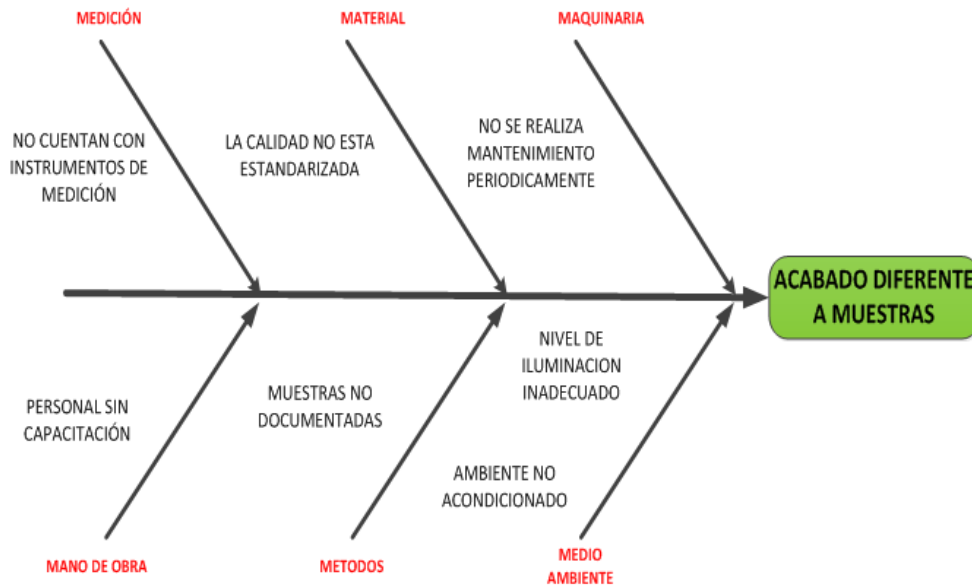 MEDICIÓN
MATERIAL
MAQUINARIA
NO CUENTAN CON
INSTRUMENTOS DE
MEDICIÓN
LA CALIDAD NO ESTA
ESTANDARIZADA
NO SE REALIZA
MANTENIMIENTO
PERIODICAMENTE
ACABADO DIFERENTE
A MUESTRAS
PERSONAL SIN
CAPACITACIÓN
MUESTRAS NO
DOCUMENTADAS
NIVEL DE
ILUMINACION
INADECUADO
AMBIENTE NO
ACONDICIONADO
MANO DE OBRA
METODOS
MEDIO
AMBIENTE